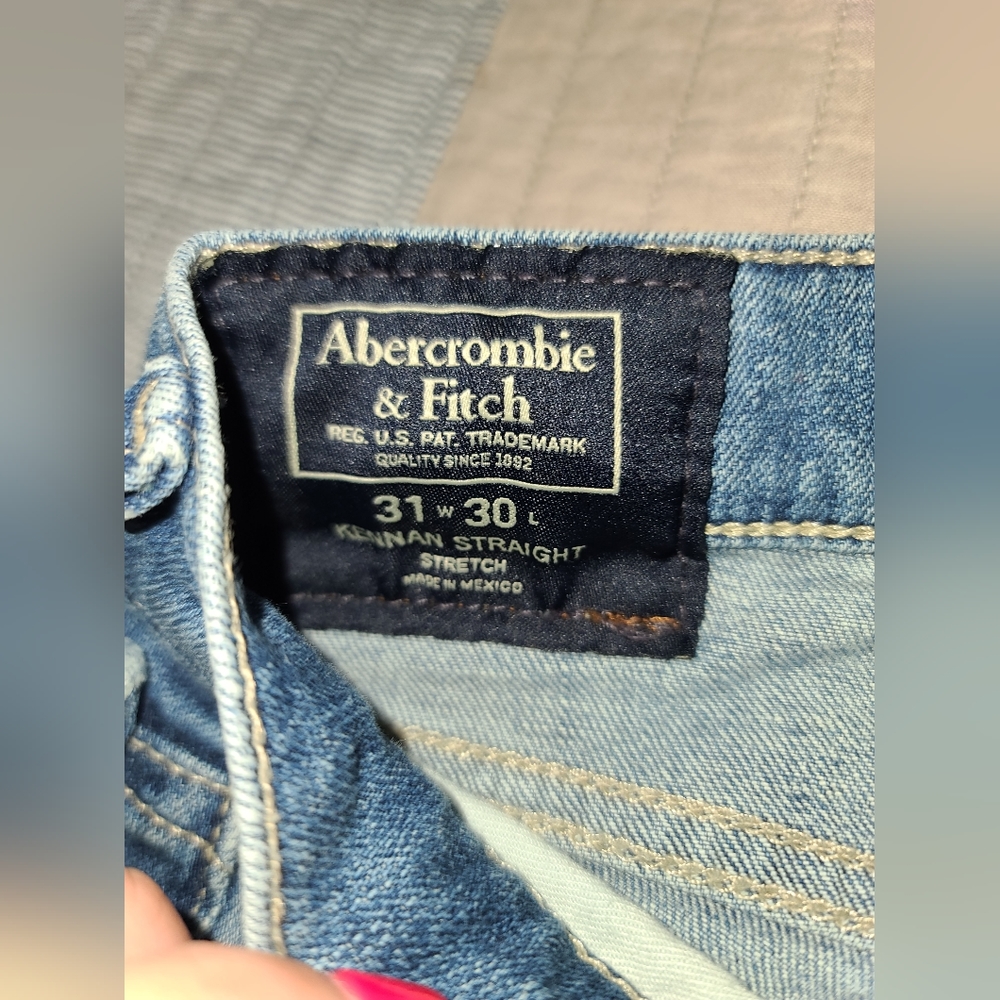 Abercrombie
& Fitch
REG. U.S. PAT. TRADEMARK
QUALITY SINCE 1892
31 W 30 L
KENNAN STRAIGHT
STRETCH
MADE IN MEXICO